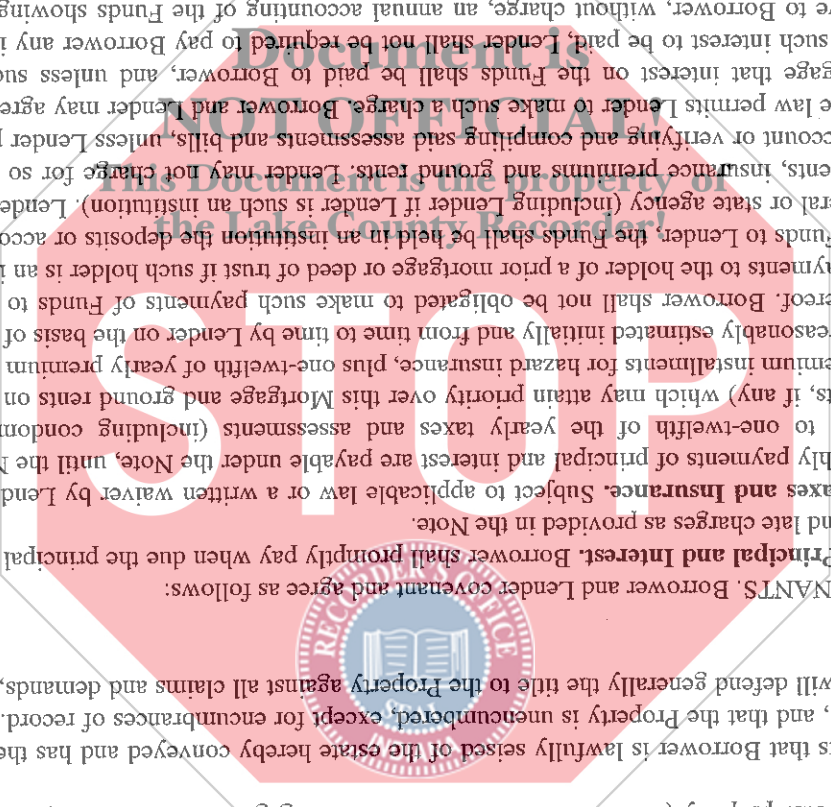 Document is
NOT OFFICIAL!
This Document is the property of
the Lake County Recorder!
STOP
RECORDER'S OFFICE
SEAL
INDIANA
that Borrower is lawfully seised of the estate hereby conveyed and has the
, and that the Property is unencumbered, except for encumbrances of record.
will defend generally the title to the Property against all claims and demands,
NANTS. Borrower and Lender covenant and agree as follows:
Principal and Interest. Borrower shall promptly pay when due the principal
nd late charges as provided in the Note.
axes and Insurance. Subject to applicable law or a written waiver by Lend
hly payments of principal and interest are payable under the Note, until the N
to one-twelfth of the yearly taxes and assessments (including condom
ts, if any) which may attain priority over this Mortgage and ground rents on
emium installments for hazard insurance, plus one-twelfth of yearly premium
easonably estimated initially and from time to time by Lender on the basis of
ereof. Borrower shall not be obligated to make such payments of Funds to
yments to the holder of a prior mortgage or deed of trust if such holder is an i
unds to Lender, the Funds shall be held in an institution the deposits or acco
eral or state agency (including Lender if Lender is such an institution). Lende
ents, insurance premiums and ground rents. Lender may not charge for so
ccount or verifying and compiling said assessments and bills, unless Lender p
e law permits Lender to make such a charge. Borrower and Lender may agre
gage that interest on the Funds shall be paid to Borrower, and unless suc
such interest to be paid, Lender shall not be required to pay Borrower any i
ve to Borrower, without charge, an annual accounting of the Funds showing